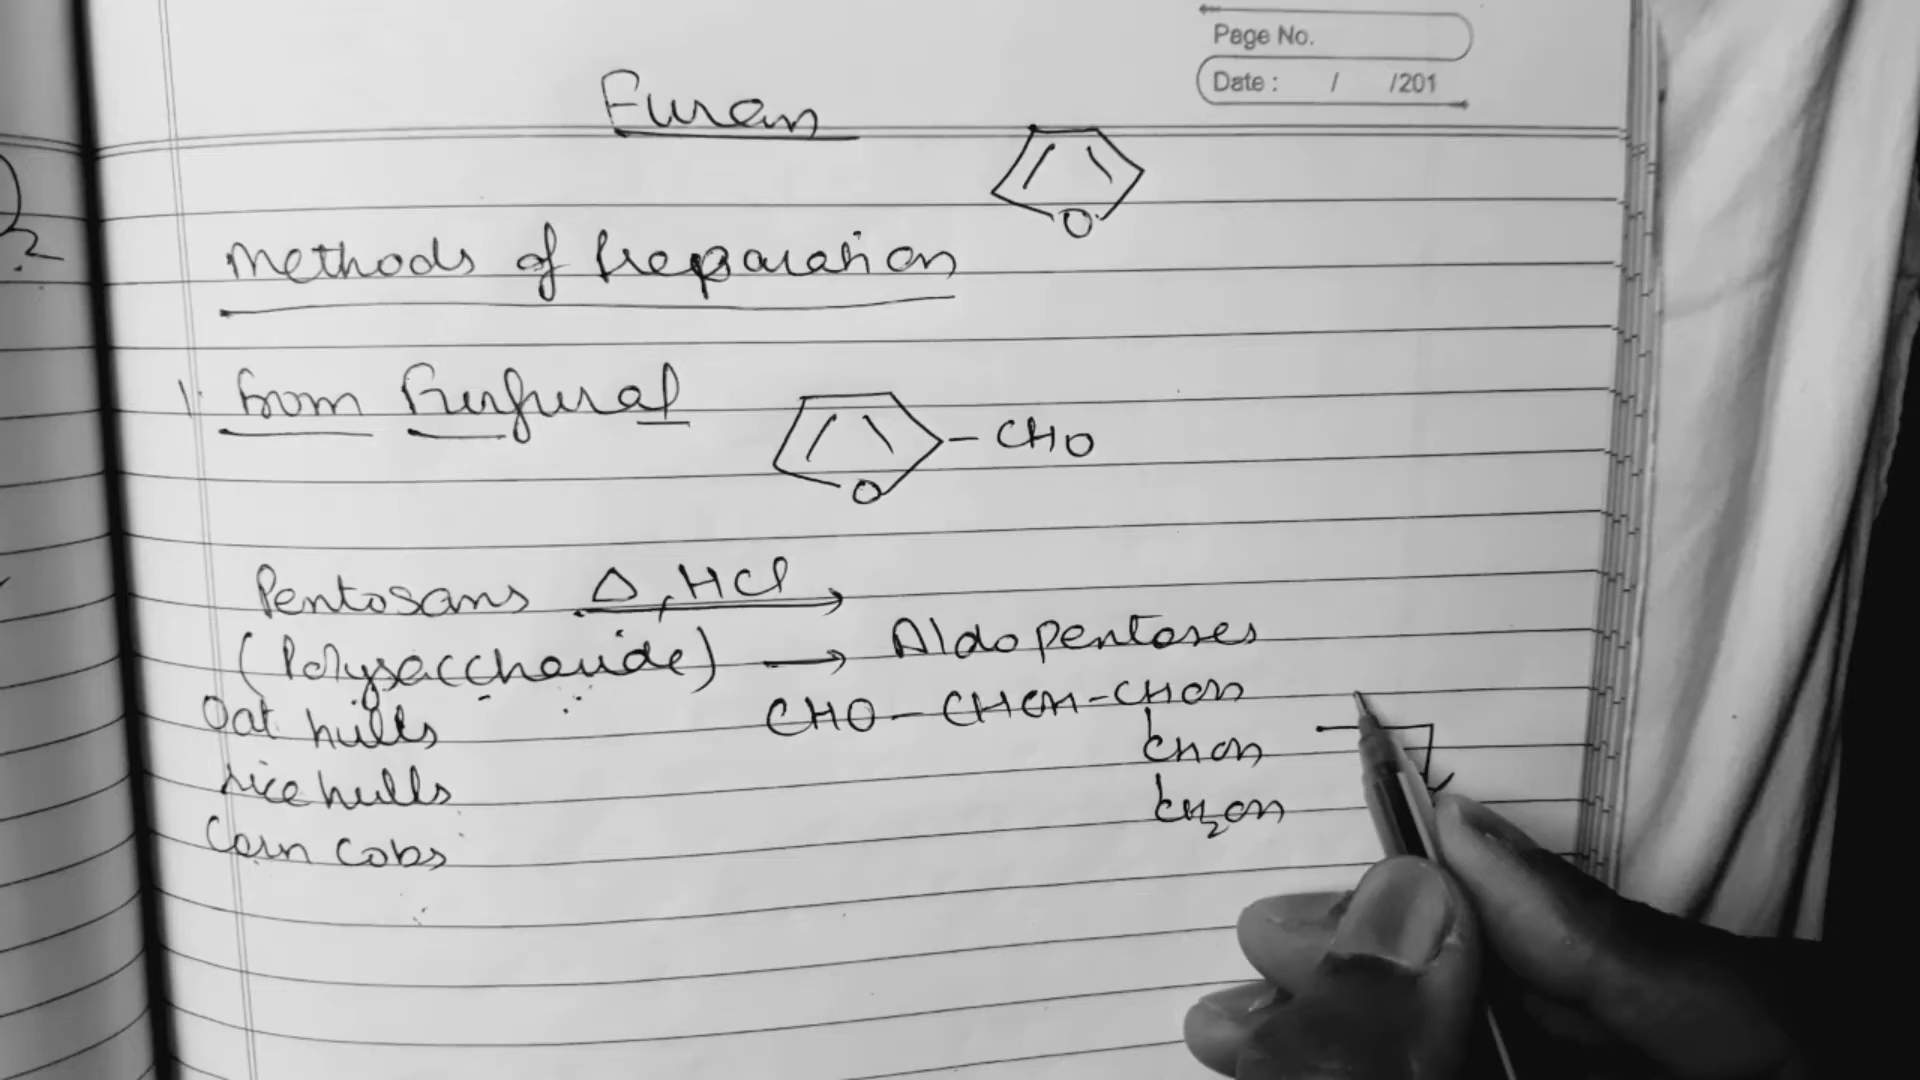 Page No.
Date : / /201
Furan
O
Methods of Preparation
1. from Furfural
-CHO
O
Pentosans Δ, HCl →
(Polysaccharide) → Aldopentoses
Oat hulls CHO-CHOH-CHOH
CHOH
rice hulls
CH2OH
Corn Cobs
2